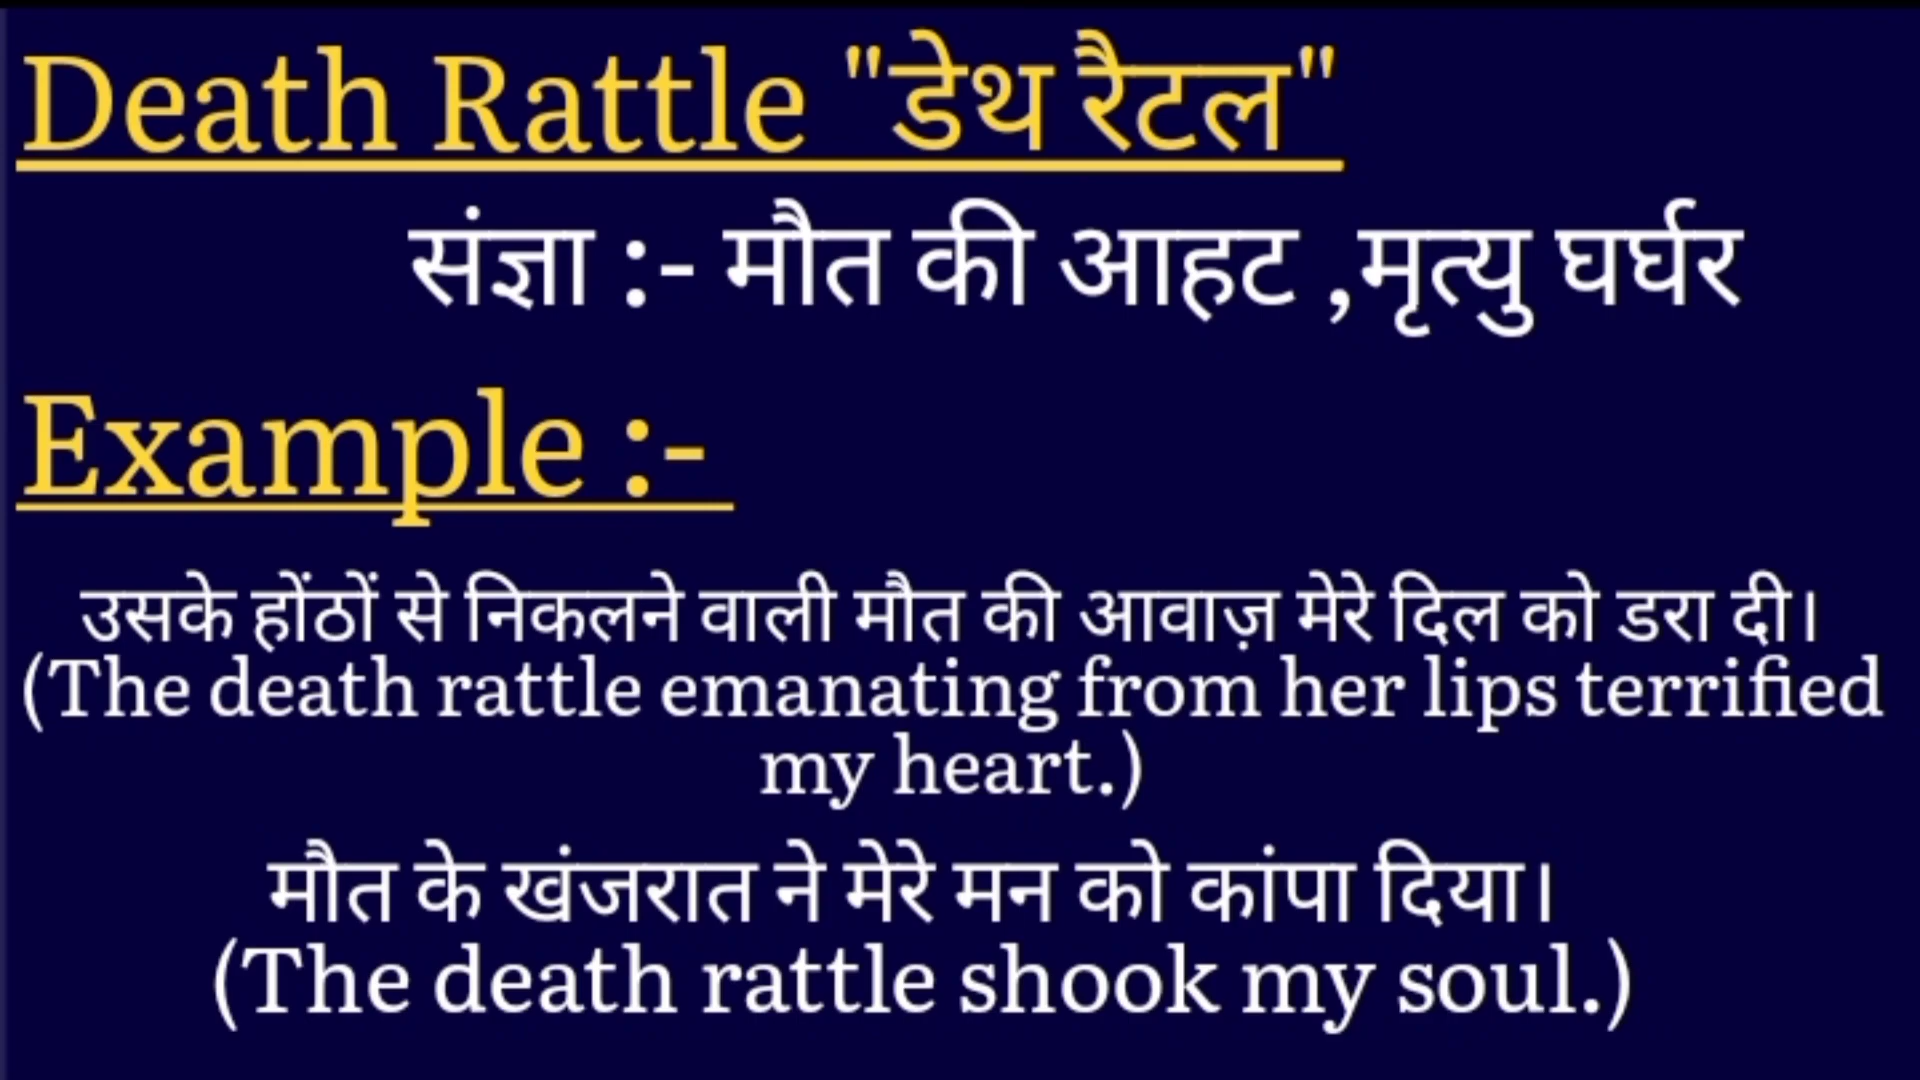 Death Rattle "डेथ रैटल"
संज्ञा :- मौत की आहट ,मृत्यु घर्घर
Example :-
उसके होंठों से निकलने वाली मौत की आवाज़ मेरे दिल को डरा दी।
(The death rattle emanating from her lips terrified
my heart.)
मौत के खंजरात ने मेरे मन को कांपा दिया।
(The death rattle shook my soul.)